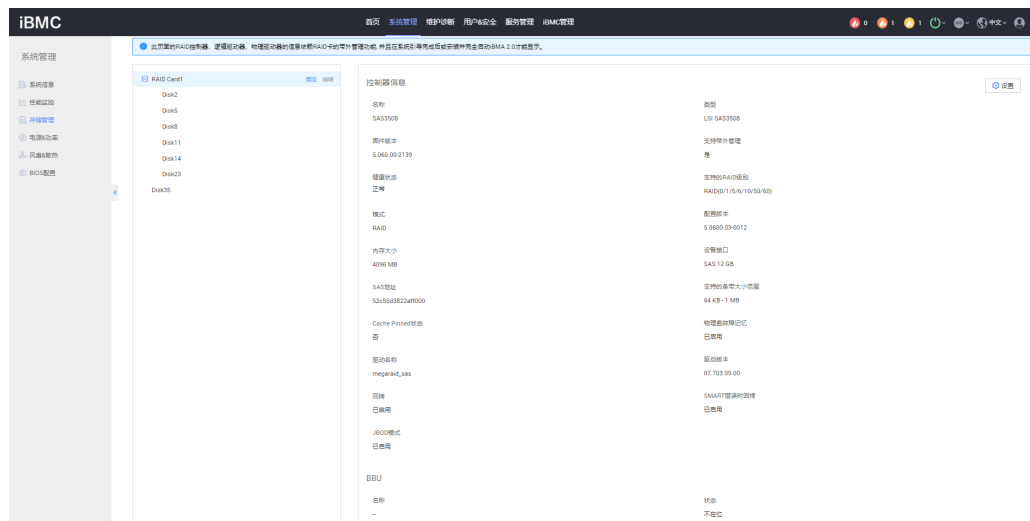 iBMC
首页 系统管理 维护诊断 用户&安全 服务管理 iBMC管理
0 1 1 中文
系统管理
系统信息
性能监控
存储管理
电源&功率
风扇&散热
BIOS配置
此页面的RAID控制器、逻辑驱动器、物理驱动器的信息依赖RAID卡的带外管理功能, 并且在系统引导完成后或安装并完全启动iBMA 2.0才能显示。
RAID Card1
Disk2
Disk5
Disk8
Disk11
Disk14
Disk23
Disk35
控制器信息
设置
名称 类型
SAS3508 LSI SAS3508
固件版本 支持带外管理
5.060.00-2139 是
健康状态 支持的RAID级别
正常 RAID(0/1/5/6/10/50/60)
模式 配置版本
RAID 5.0600.03-0012
内存大小 设备接口
4096 MB SAS 12 GB
SAS地址 支持的条带大小范围
52c55d3822aff000 64 KB - 1 MB
Cache Pinned状态 物理盘故障记忆
否 已启用
驱动名称 驱动版本
megaraid_sas 07.703.09.00
回拷 SMART错误时回拷
已启用 已启用
JBOD模式
已启用
BBU
名称 状态
-- 不在位